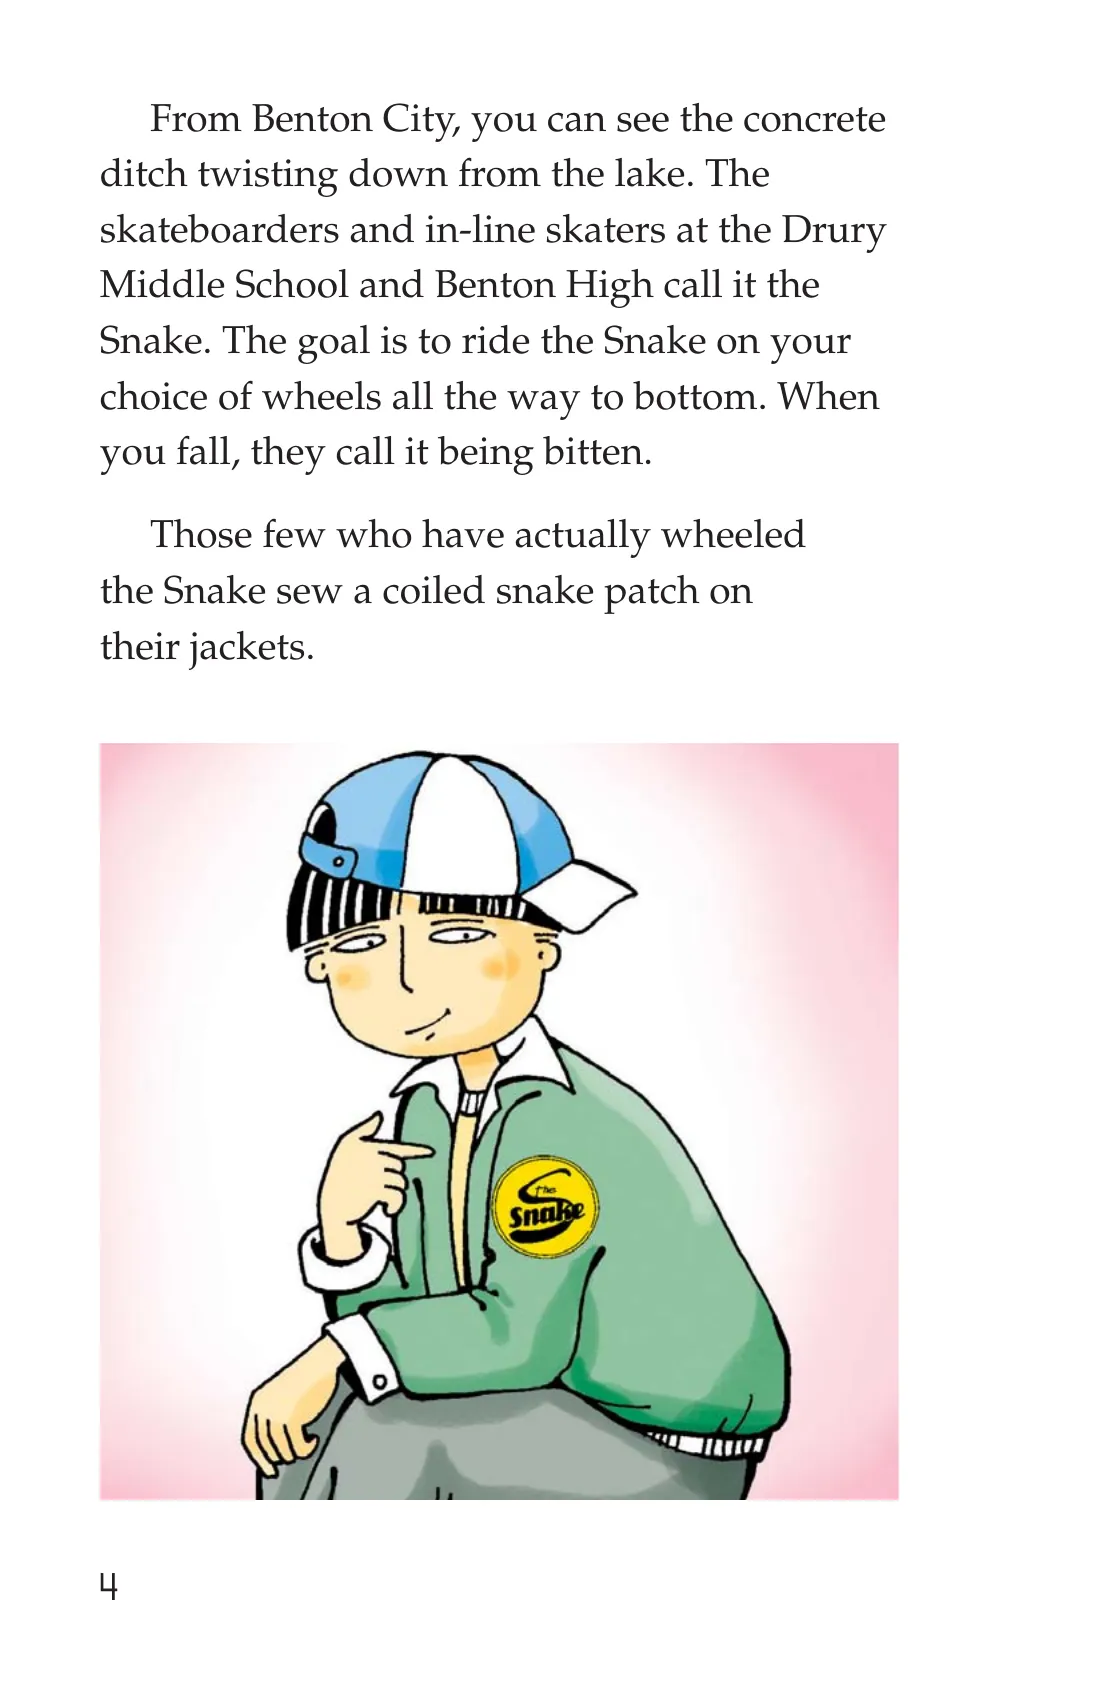 From Benton City, you can see the concrete
ditch twisting down from the lake. The
skateboarders and in-line skaters at the Drury
Middle School and Benton High call it the
Snake. The goal is to ride the Snake on your
choice of wheels all the way to bottom. When
you fall, they call it being bitten.
Those few who have actually wheeled
the Snake sew a coiled snake patch on
their jackets.
the
Snake
4